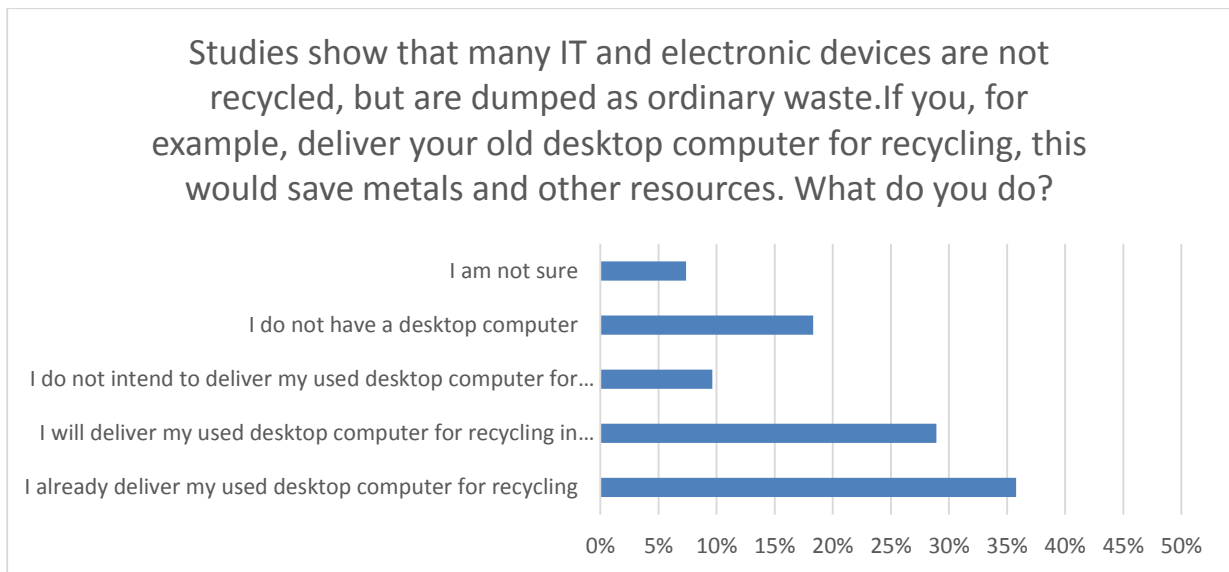 Studies show that many IT and electronic devices are not
recycled, but are dumped as ordinary waste.If you, for
example, deliver your old desktop computer for recycling, this
would save metals and other resources. What do you do?
I am not sure
I do not have a desktop computer
I do not intend to deliver my used desktop computer for...
I will deliver my used desktop computer for recycling in...
I already deliver my used desktop computer for recycling
0% 5% 10% 15% 20% 25% 30% 35% 40% 45% 50%